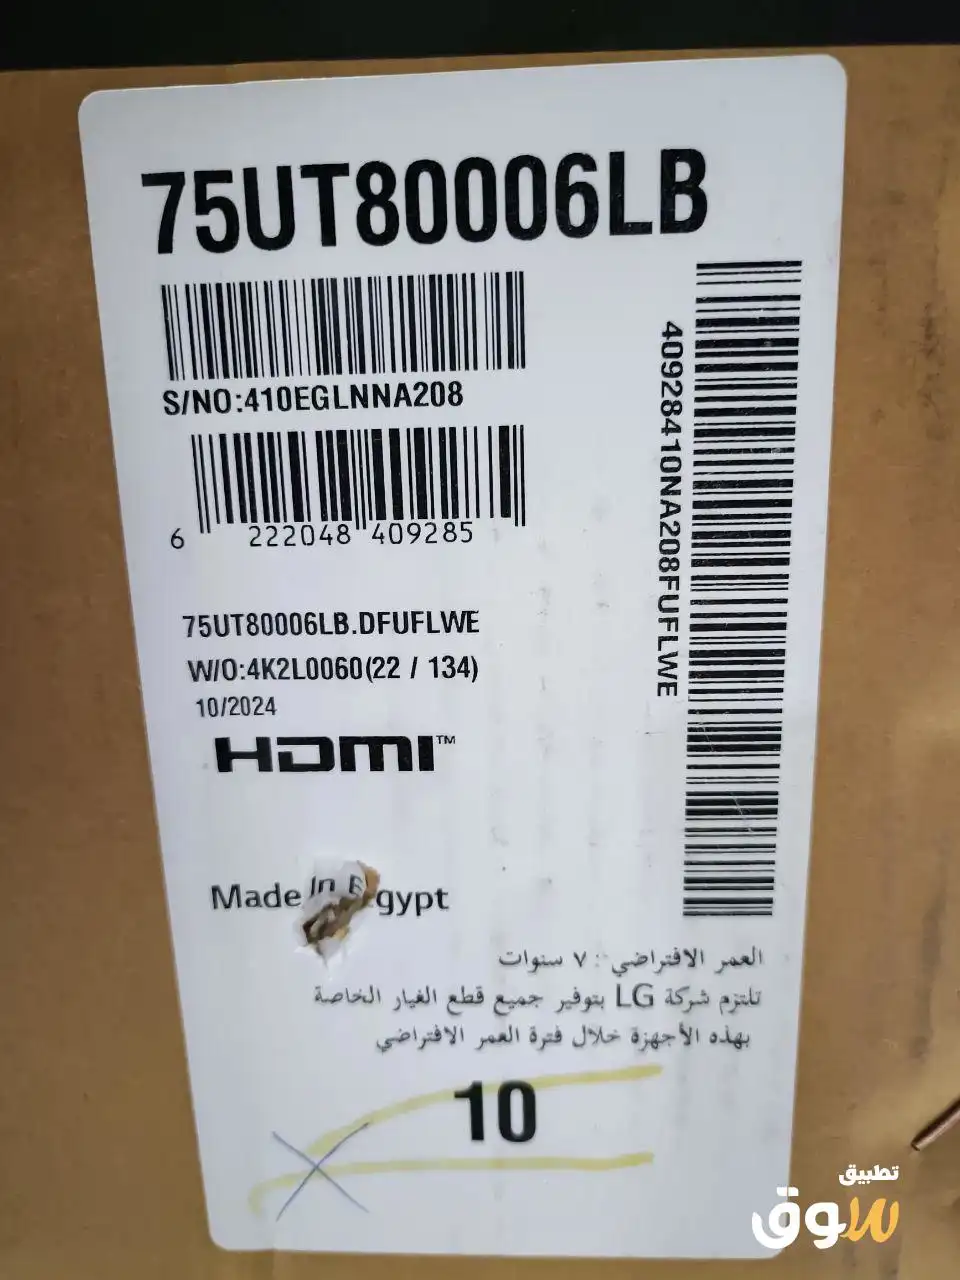 75UT80006LB
S/NO:410EGLNNA208
6 222048 409285
40928410NA208FUFLWE
75UT80006LB.DFUFLWE
W/O:4K2L0060(22 / 134)
10/2024
HDMI™
Made In Egypt
العمر الافتراضي : ٧ سنوات
تلتزم شركة LG بتوفير جميع قطع الغيار الخاصة
بهذه الأجهزة خلال فترة العمر الافتراضي
10
تطبيق
سوق